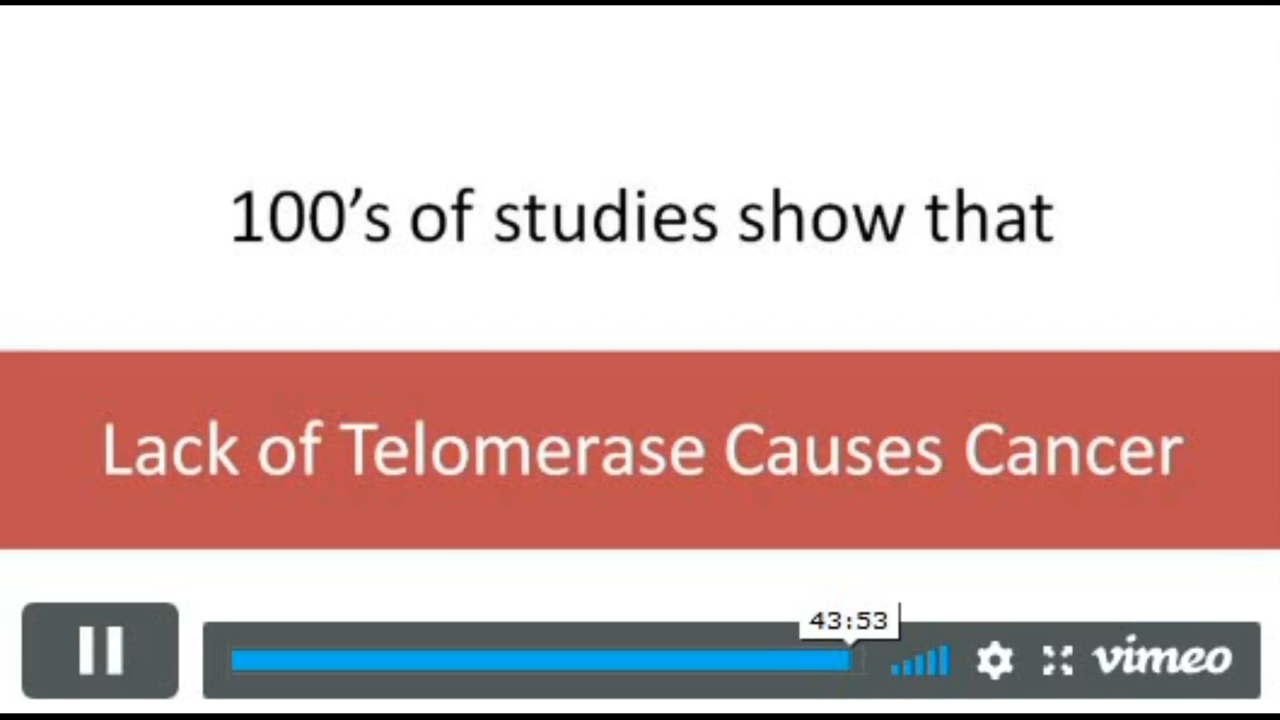 100’s of studies show that
Lack of Telomerase Causes Cancer
43:53
vimeo